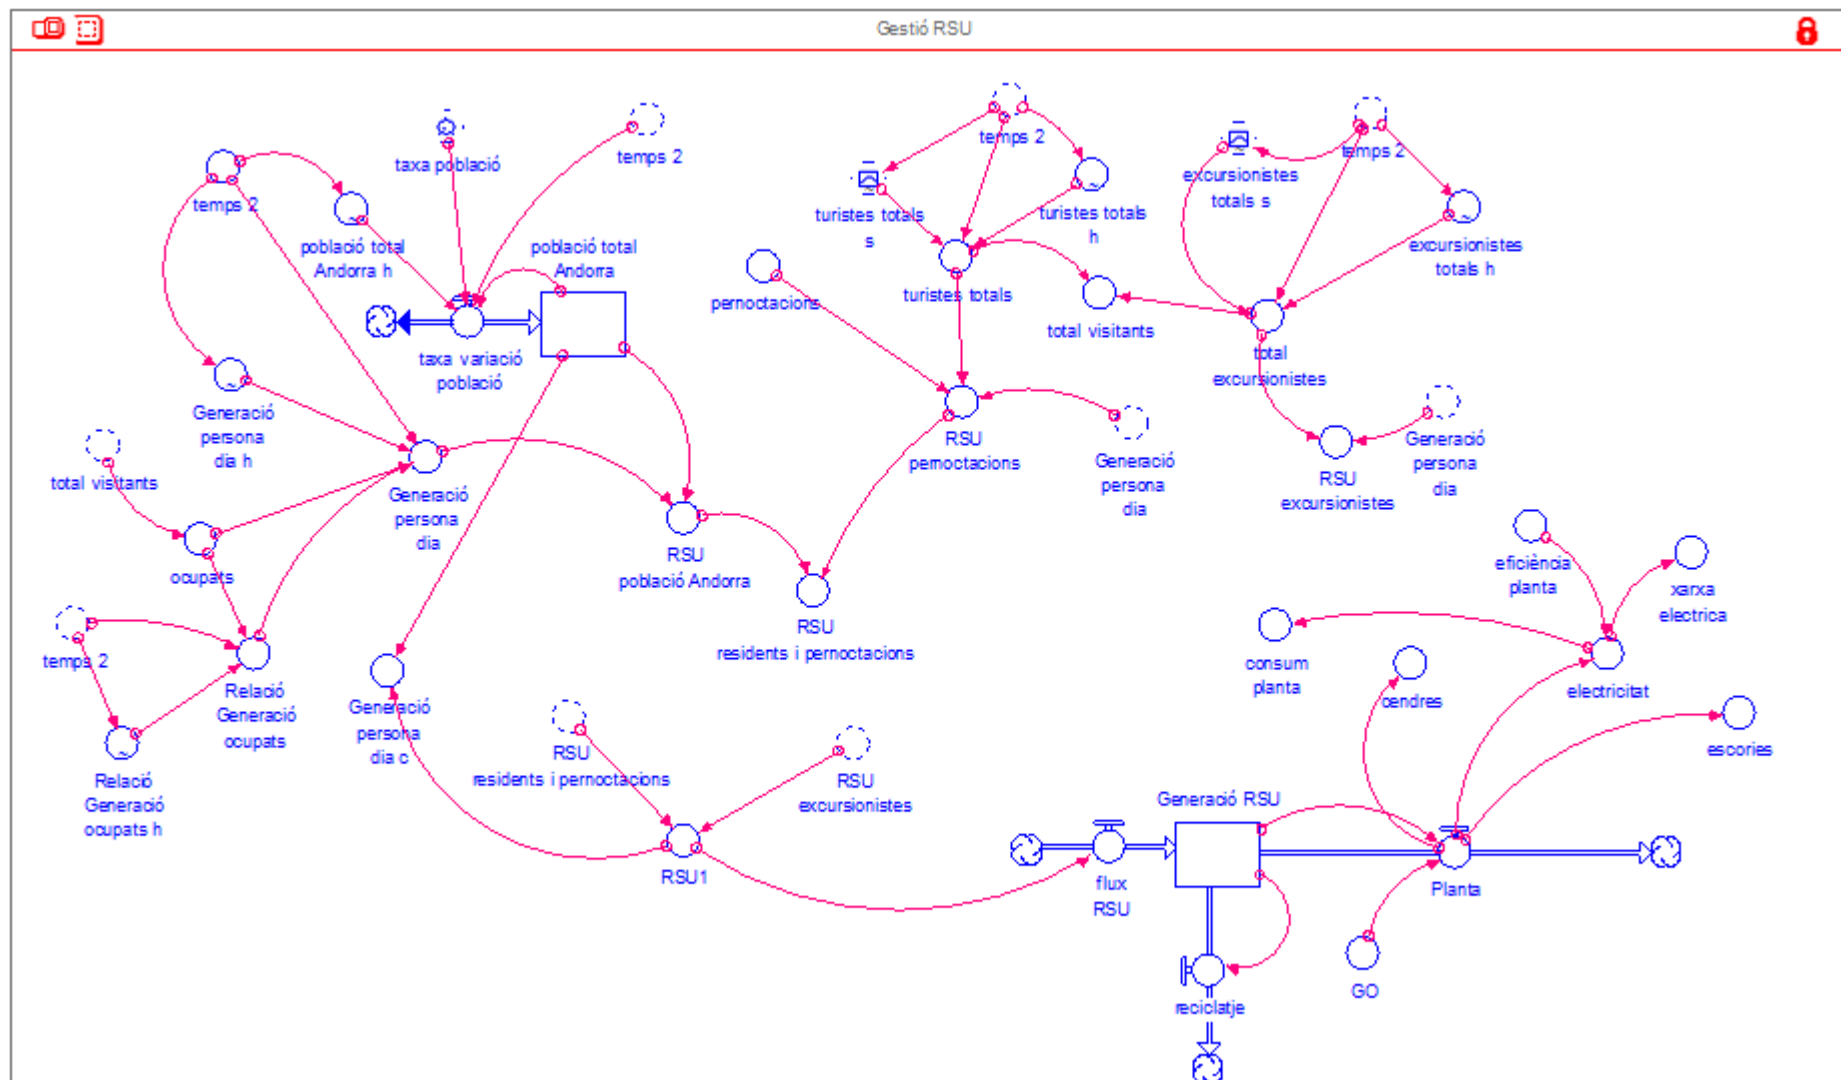 Gestió RSU
temps 2
població total
Andorra h
taxa població
temps 2
població total
Andorra
taxa variació
població
temps 2
turistes totals
s
turistes totals
h
turistes totals
pernoctacions
total visitants
temps 2
excursionistes
totals s
excursionistes
totals h
total
excursionistes
Generació
persona
dia h
total visitants
ocupats
Generació
persona
dia
RSU
pernoctacions
Generació
persona
dia
RSU
excursionistes
Generació
persona
dia
RSU
població Andorra
RSU
residents i pernoctacions
temps 2
Relació
Generació
ocupats
Relació
Generació
ocupats h
Generació
persona
dia c
RSU
residents i pernoctacions
RSU
excursionistes
RSU1
eficiència
planta
xarxa
electrica
consum
planta
cendres
electricitat
escories
Generació RSU
flux
RSU
Planta
GO
reciclatje